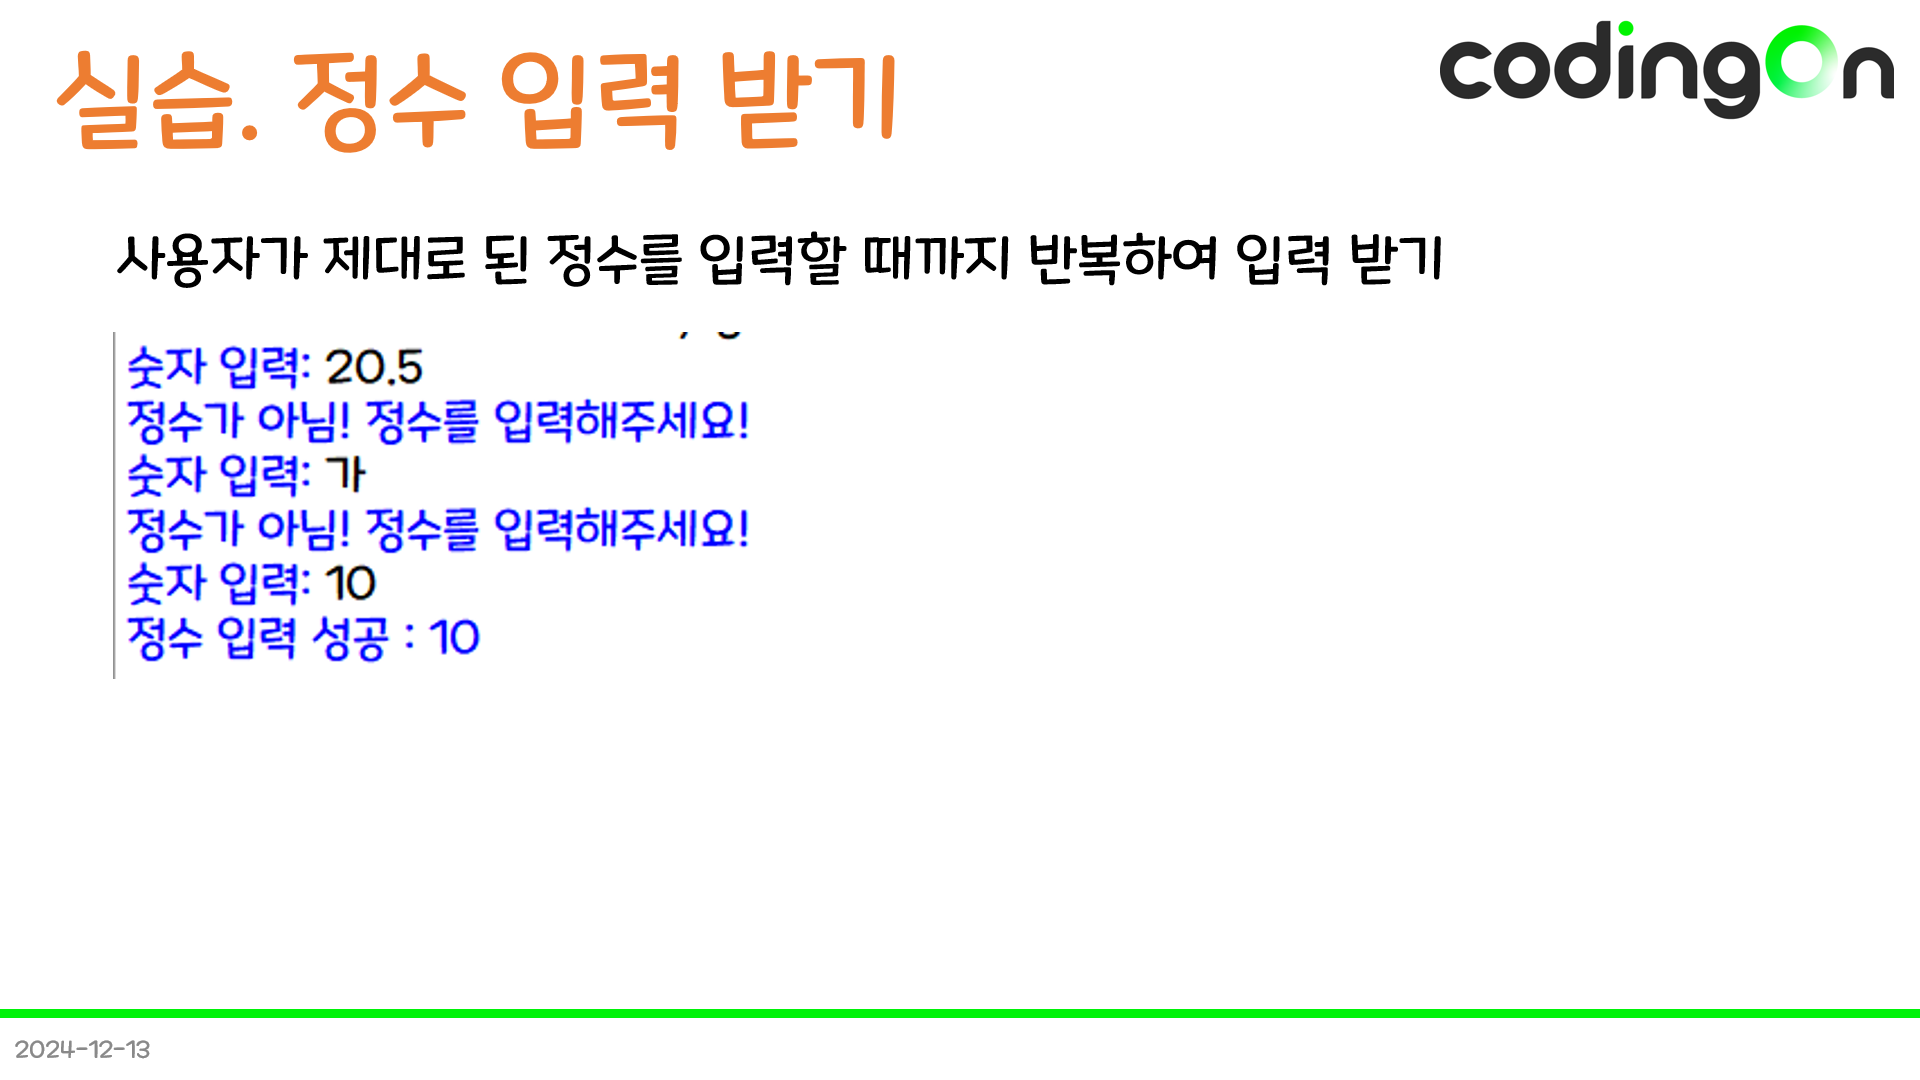 실습. 정수 입력 받기
codingOn
사용자가 제대로 된 정수를 입력할 때까지 반복하여 입력 받기
숫자 입력: 20.5
정수가 아님! 정수를 입력해주세요!
숫자 입력: 가
정수가 아님! 정수를 입력해주세요!
숫자 입력: 10
정수 입력 성공 : 10
2024-12-13